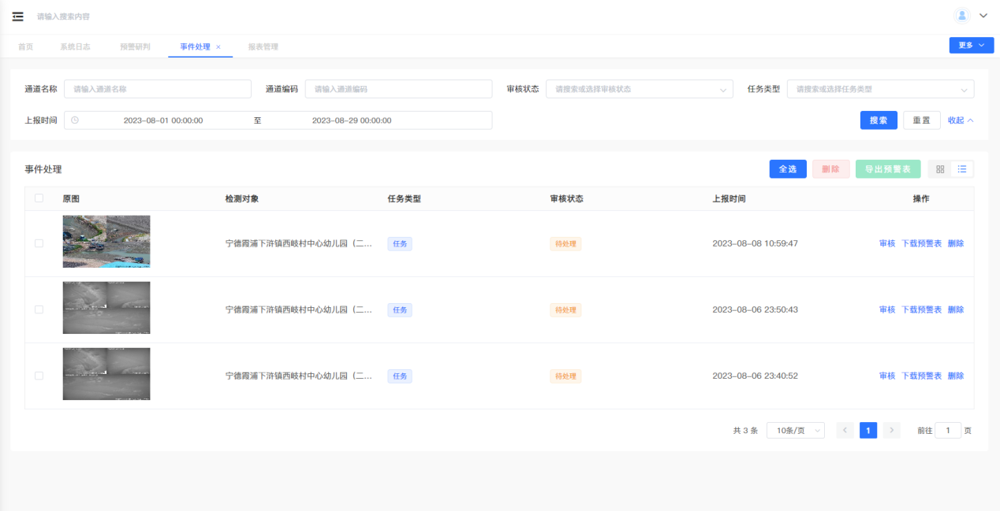 请输入搜索内容
首页 系统日志 预警研判 事件处理 × 报表管理 更多
通道名称 请输入通道名称 通道编码 请输入通道编码 审核状态 请搜索或选择审核状态 任务类型 请搜索或选择任务类型
上报时间 2023-08-01 00:00:00 至 2023-08-29 00:00:00 搜索 重置 收起
事件处理 全选 删除 导出预警表
原图 检测对象 任务类型 审核状态 上报时间 操作
宁德霞浦下浒镇西岐村中心幼儿园（二... 任务 待处理 2023-08-08 10:59:47 审核 下载预警表 删除
宁德霞浦下浒镇西岐村中心幼儿园（二... 任务 待处理 2023-08-06 23:50:43 审核 下载预警表 删除
宁德霞浦下浒镇西岐村中心幼儿园（二... 任务 待处理 2023-08-06 23:40:52 审核 下载预警表 删除
共 3 条 10条/页 1 前往 1 页